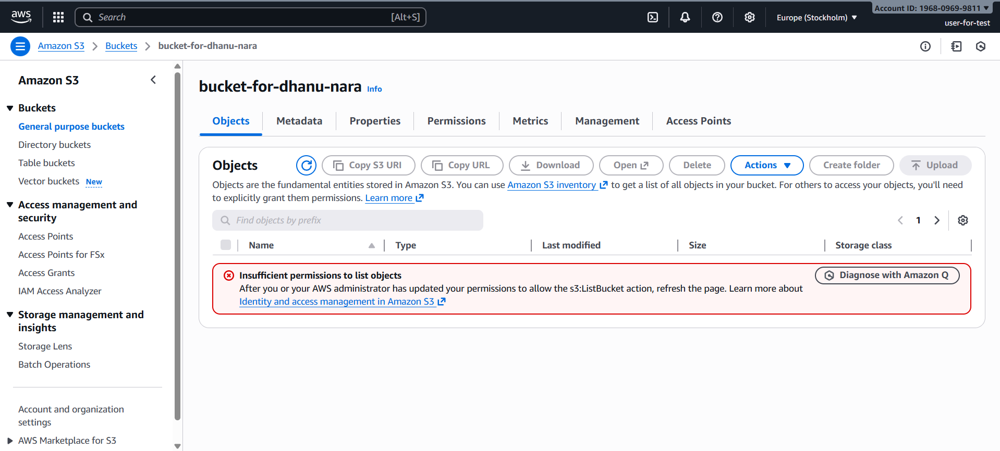 aws
Search [Alt+S]
Europe (Stockholm)
Account ID: 1968-0969-9811
user-for-test
Amazon S3
Buckets
bucket-for-dhanu-nara
Amazon S3
Buckets
General purpose buckets
Directory buckets
Table buckets
Vector buckets New
Access management and
security
Access Points
Access Points for FSx
Access Grants
IAM Access Analyzer
Storage management and
insights
Storage Lens
Batch Operations
Account and organization
settings
AWS Marketplace for S3
bucket-for-dhanu-nara Info
Objects Metadata Properties Permissions Metrics Management Access Points
Objects Copy S3 URI Copy URL Download Open Delete Actions Create folder Upload
Objects are the fundamental entities stored in Amazon S3. You can use Amazon S3 inventory to get a list of all objects in your bucket. For others to access your objects, you'll need
to explicitly grant them permissions. Learn more
Find objects by prefix
1
Name Type Last modified Size Storage class
Insufficient permissions to list objects
Diagnose with Amazon Q
After you or your AWS administrator has updated your permissions to allow the s3:ListBucket action, refresh the page. Learn more about
Identity and access management in Amazon S3